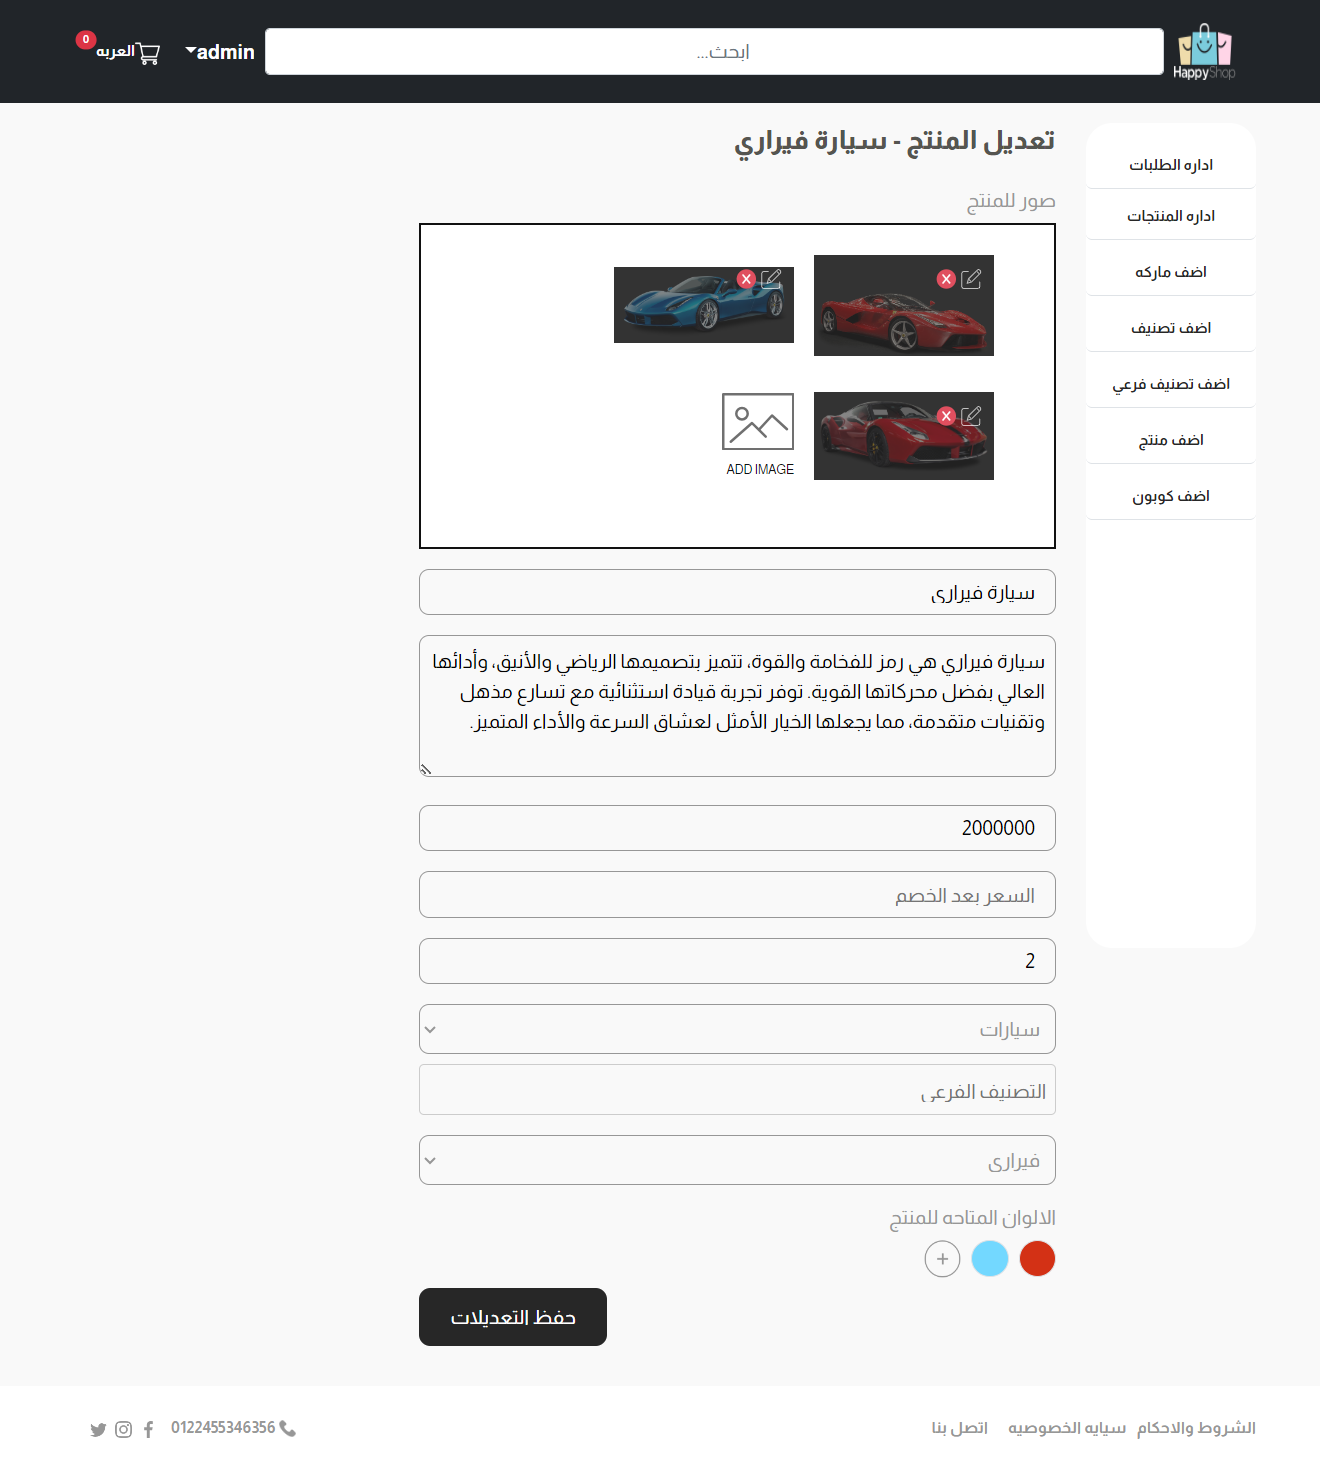 HappyShop
ابحث...
admin
العربه
0
اداره الطلبات
اداره المنتجات
اضف ماركه
اضف تصنيف
اضف تصنيف فرعي
اضف منتج
اضف كوبون
تعديل المنتج - سيارة فيراري
صور للمنتج
ADD IMAGE
سيارة فيراري
سيارة فيراري هي رمز للفخامة والقوة، تتميز بتصميمها الرياضي والأنيق، وأدائها
العالي بفضل محركاتها القوية. توفر تجربة قيادة استثنائية مع تسارع مذهل
وتقنيات متقدمة، مما يجعلها الخيار الأمثل لعشاق السرعة والأداء المتميز.
2000000
السعر بعد الخصم
2
سيارات
التصنيف الفرعي
فيراري
الالوان المتاحه للمنتج
+
حفظ التعديلات
الشروط والاحكام
سيايه الخصوصيه
اتصل بنا
0122455346356